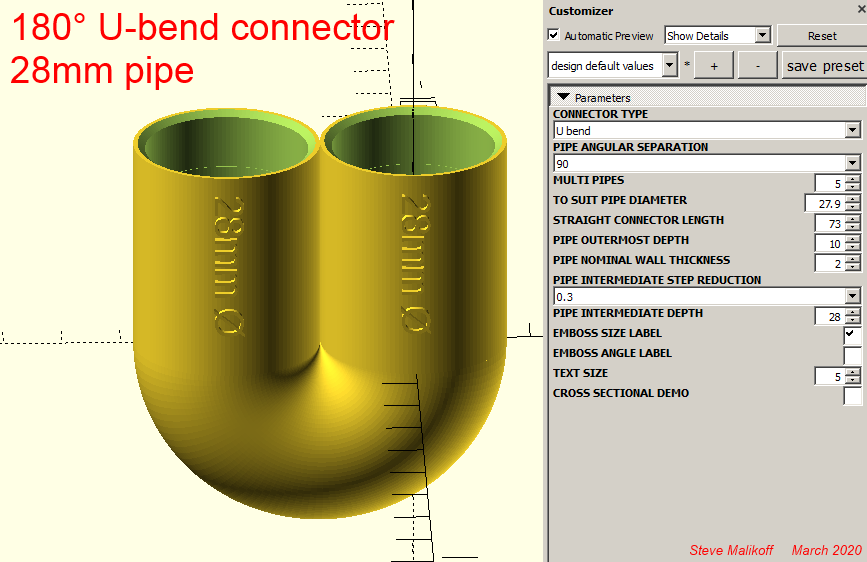 180° U-bend connector
28mm pipe
28mm Ø
28mm Ø
Customizer
Automatic Preview
Show Details
Reset
design default values
*
+
-
save preset
Parameters
CONNECTOR TYPE
U bend
PIPE ANGULAR SEPARATION
90
MULTI PIPES
5
TO SUIT PIPE DIAMETER
27.9
STRAIGHT CONNECTOR LENGTH
73
PIPE OUTERMOST DEPTH
10
PIPE NOMINAL WALL THICKNESS
2
PIPE INTERMEDIATE STEP REDUCTION
0.3
PIPE INTERMEDIATE DEPTH
28
EMBOSS SIZE LABEL
EMBOSS ANGLE LABEL
TEXT SIZE
5
CROSS SECTIONAL DEMO
Steve Malikoff March 2020